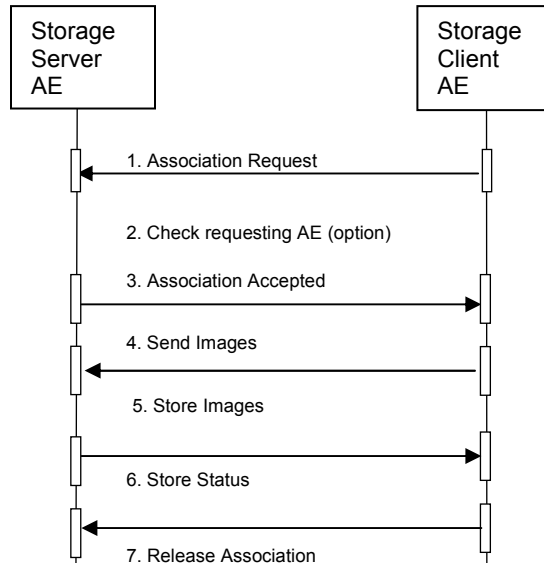 Storage
Server
AE
Storage
Client
AE
1. Association Request
2. Check requesting AE (option)
3. Association Accepted
4. Send Images
5. Store Images
6. Store Status
7. Release Association